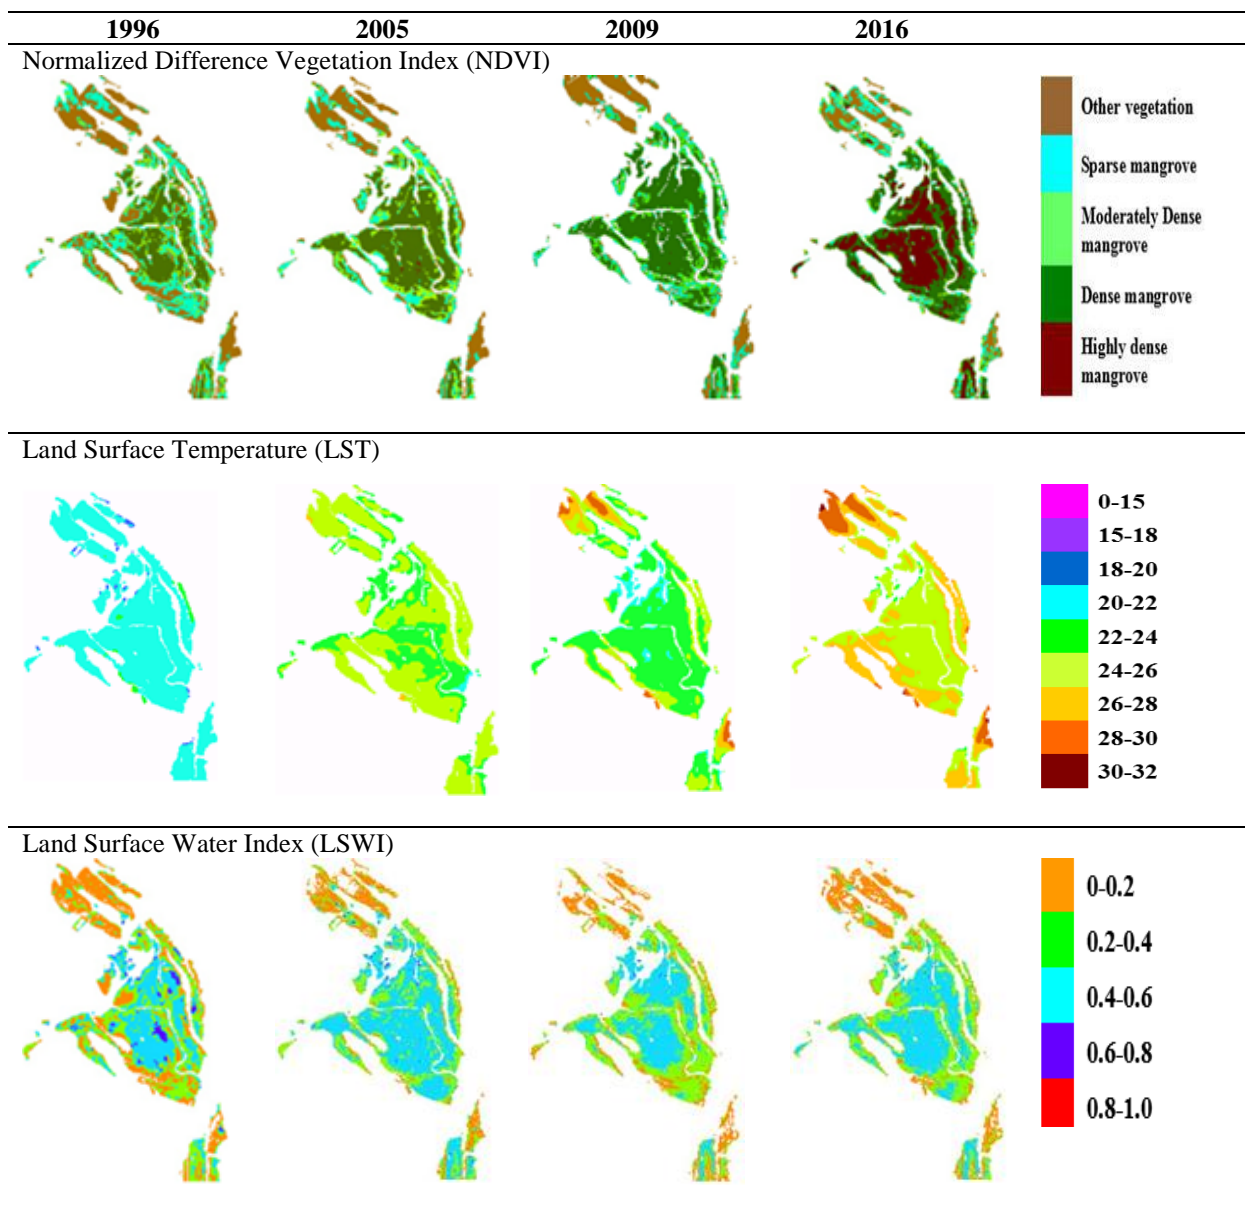 1996 2005 2009 2016
Normalized Difference Vegetation Index (NDVI)
Other vegetation
Sparse mangrove
Moderately Dense
mangrove
Dense mangrove
Highly dense
mangrove
Land Surface Temperature (LST)
0-15
15-18
18-20
20-22
22-24
24-26
26-28
28-30
30-32
Land Surface Water Index (LSWI)
0-0.2
0.2-0.4
0.4-0.6
0.6-0.8
0.8-1.0